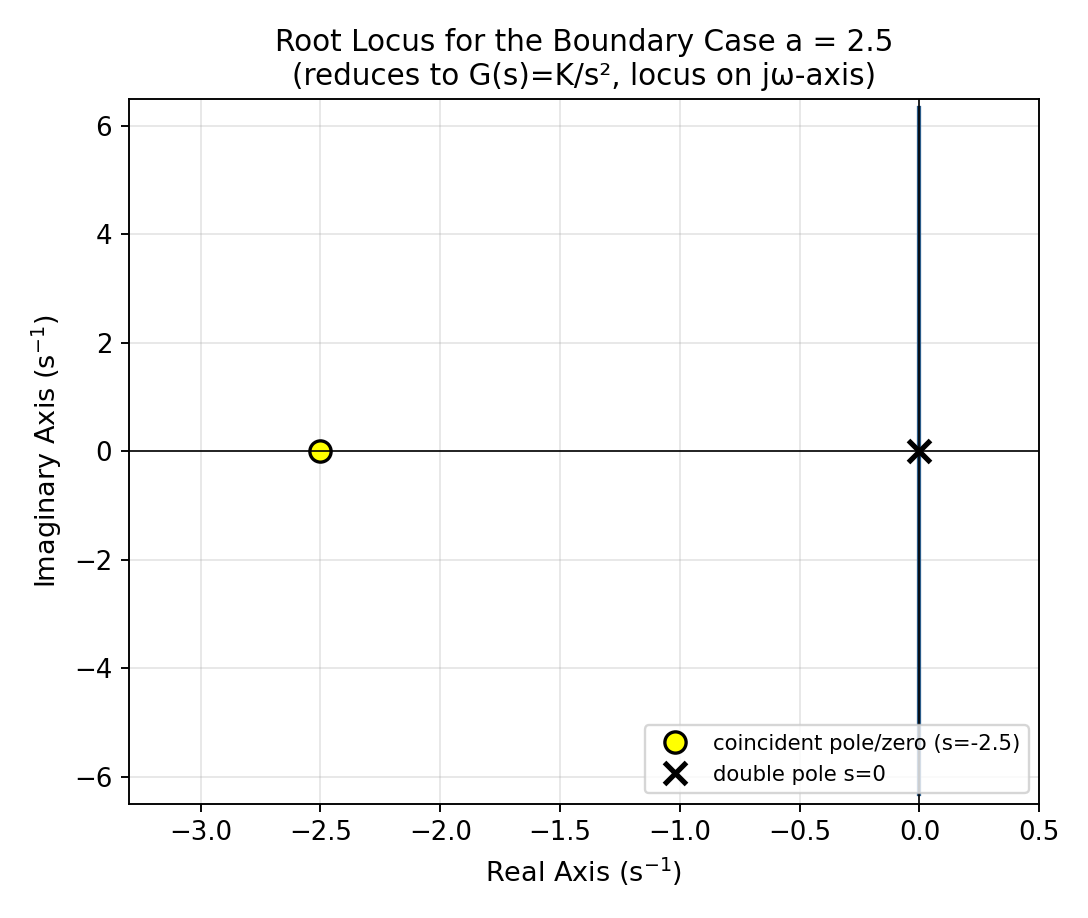 Root Locus for the Boundary Case a = 2.5
(reduces to G(s)=K/s², locus on jω-axis)
6
4
2
0
−2
−4
−6
Imaginary Axis (s⁻¹)
coincident pole/zero (s=-2.5)
double pole s=0
−3.0 −2.5 −2.0 −1.5 −1.0 −0.5 0.0 0.5
Real Axis (s⁻¹)